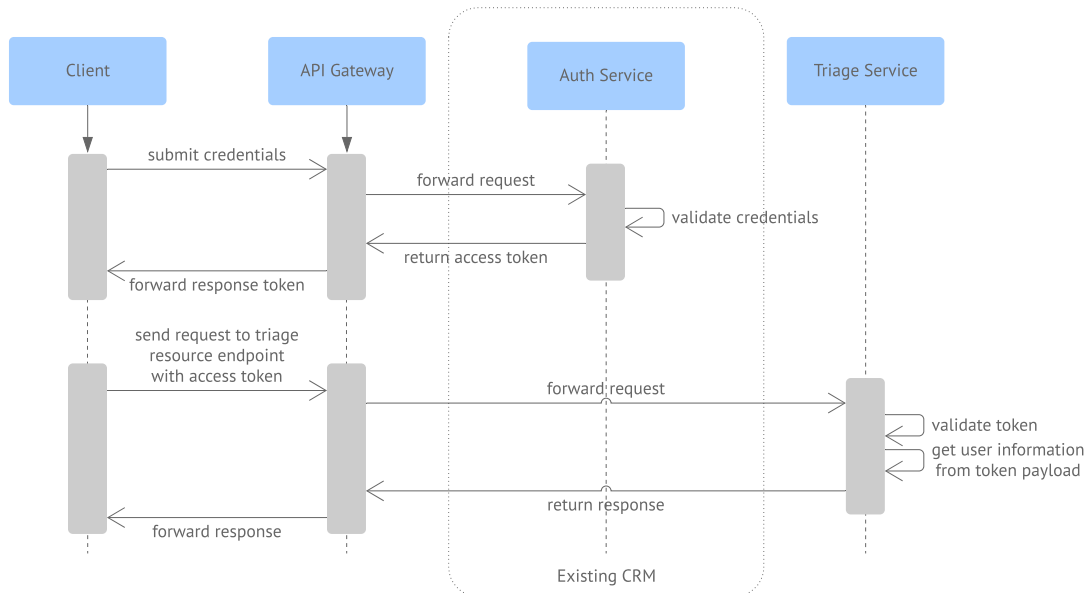 Client
API Gateway
Auth Service
Triage Service
submit credentials
forward request
validate credentials
return access token
forward response token
send request to triage
resource endpoint
with access token
forward request
validate token
get user information
from token payload
return response
forward response
Existing CRM